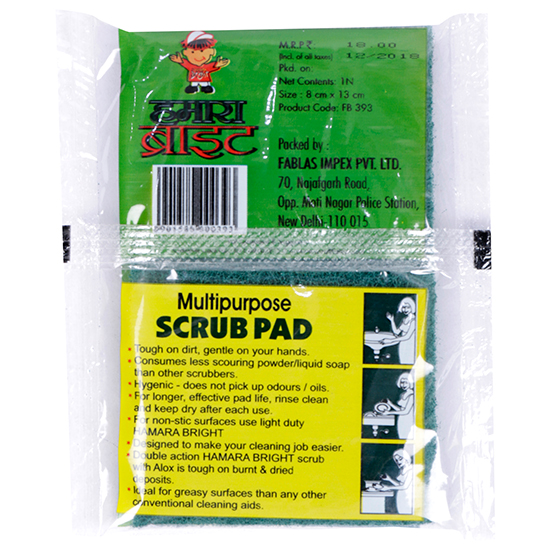 M.R.P.₹ 18.00
(Incl. of all taxes) 12/2018
Pkd. on.
Net Contents: 1N
Size : 8 cm x 13 cm
Product Code: FB 393
हमारा
ब्राइट
Packed by :
FABLAS IMPEX PVT. LTD.
70, Najafgarh Road,
Opp. Moti Nagar Police Station,
New Delhi-110 015
Multipurpose
SCRUB PAD
• Tough on dirt, gentle on your hands.
• Consumes less scouring powder/liquid soap
than other scrubbers.
• Hygenic - does not pick up odours / oils.
• For longer, effective pad life, rinse clean
and keep dry after each use.
• For non-stic surfaces use light duty
HAMARA BRIGHT
• Designed to make your cleaning job easier.
• Double action HAMARA BRIGHT scrub
with Alox is tough on burnt & dried
deposits.
• Ideal for greasy surfaces than any other
conventional cleaning aids.